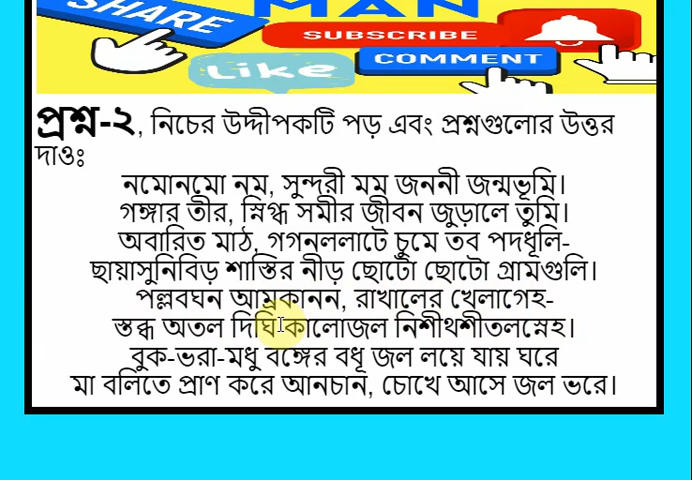 MAN
SHARE
SUBSCRIBE
Like
COMMENT
প্রশ্ন-২, নিচের উদ্দীপকটি পড় এবং প্রশ্নগুলোর উত্তর
দাওঃ
নমোনমো নম, সুন্দরী মম জননী জন্মভূমি।
গঙ্গার তীর, স্নিগ্ধ সমীর জীবন জুড়ালে তুমি।
অবারিত মাঠ, গগনললাটে চুমে তব পদধূলি-
ছায়াসুনিবিড় শান্তির নীড় ছোটো ছোটো গ্রামগুলি।
পল্লবঘন আম্রকানন, রাখালের খেলাগেহ-
স্তব্ধ অতল দিঘি কালোজল নিশীথশীতলস্নেহ।
বুক-ভরা-মধু বঙ্গের বধূ জল লয়ে যায় ঘরে
মা বলিতে প্রাণ করে আনচান, চোখে আসে জল ভরে।